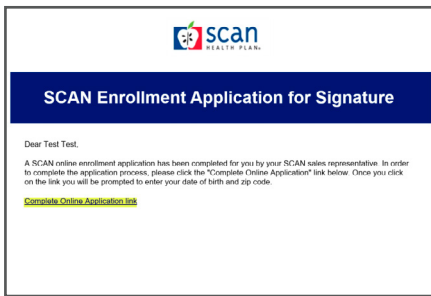 scan
HEALTH PLAN.
SCAN Enrollment Application for Signature
Dear Test Test,
A SCAN online enrollment application has been completed for you by your SCAN sales representative. In order
to complete the application process, please click the "Complete Online Application" link below. Once you click
on the link you will be prompted to enter your date of birth and zip code.
Complete Online Application link